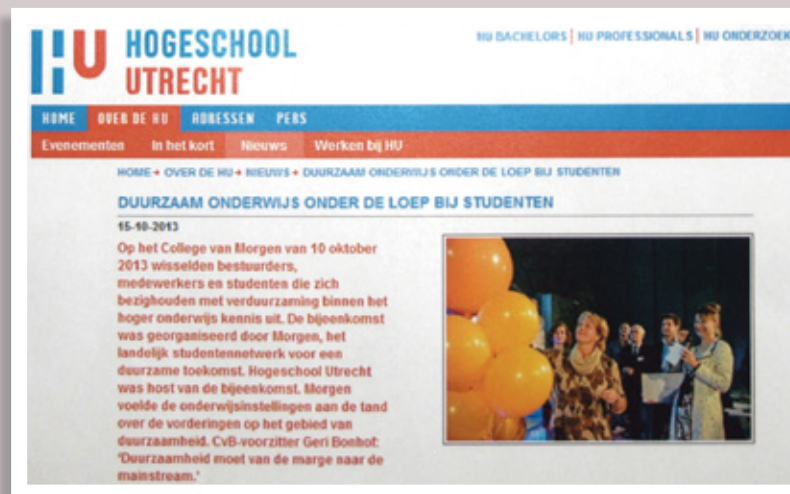 HU HOGESCHOOL
UTRECHT
HU BACHELORS | HU PROFESSIONALS | HU ONDERZOEK
HOME OVER DE HU ADRESSEN PERS
Evenementen In het kort Nieuws Werken bij HU
HOME → OVER DE HU → NIEUWS → DUURZAAM ONDERWIJS ONDER DE LOEP BIJ STUDENTEN
DUURZAAM ONDERWIJS ONDER DE LOEP BIJ STUDENTEN
15-10-2013
Op het College van Morgen van 10 oktober
2013 wisselden bestuurders,
medewerkers en studenten die zich
bezighouden met verduurzaming binnen het
hoger onderwijs kennis uit. De bijeenkomst
was georganiseerd door Morgen, het
landelijk studentennetwerk voor een
duurzame toekomst. Hogeschool Utrecht
was host van de bijeenkomst. Morgen
voelde de onderwijsinstellingen aan de tand
over de vorderingen op het gebied van
duurzaamheid. CvB-voorzitter Geri Bonhof:
'Duurzaamheid moet van de marge naar de
mainstream.'